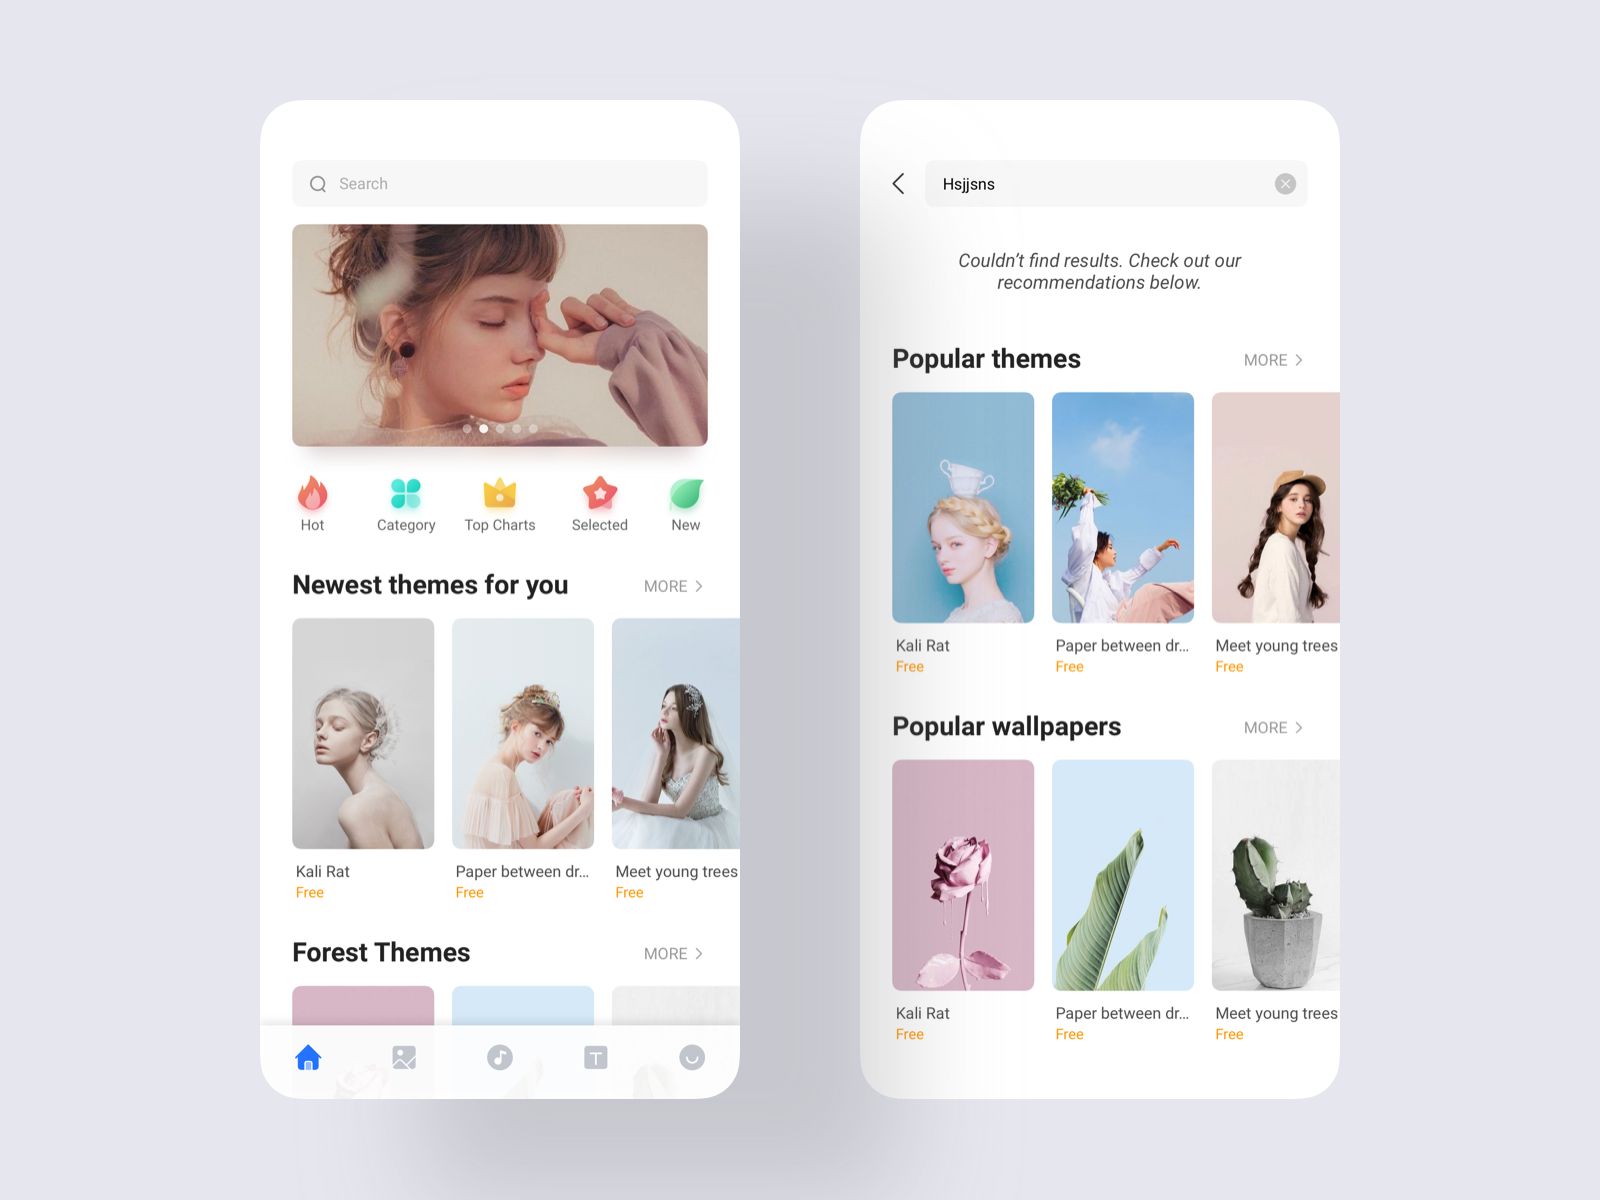 Search
Hot
Category
Top Charts
Selected
New
Newest themes for you
MORE
Kali Rat
Free
Paper between dr...
Free
Meet young trees
Free
Forest Themes
MORE
T
Hsjjsns
Couldn't find results. Check out our
recommendations below.
Popular themes
MORE
Kali Rat
Free
Paper between dr...
Free
Meet young trees
Free
Popular wallpapers
MORE
Kali Rat
Free
Paper between dr...
Free
Meet young trees
Free